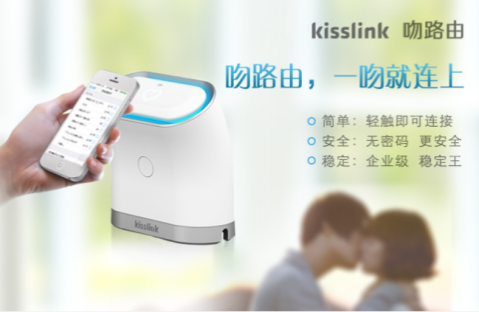 kisslink 吻路由
吻路由，一吻就连上
简单：轻触即可连接
安全：无密码 更安全
稳定：企业级 稳定王
kisslink